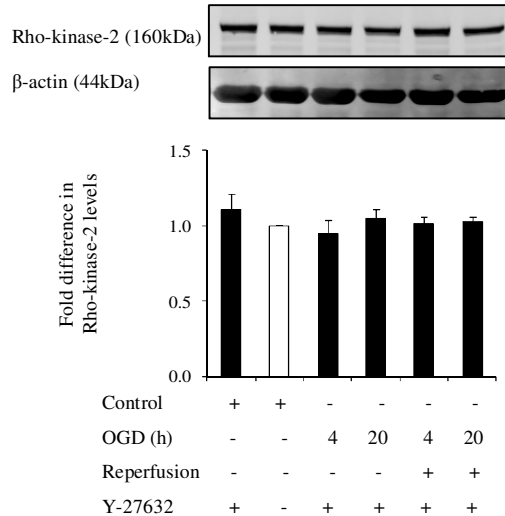 Rho-kinase-2 (160kDa)
β-actin (44kDa)
Fold difference in
Rho-kinase-2 levels
1.5
1.0
0.5
0.0
Control + + - - - -
OGD (h) - - 4 20 4 20
Reperfusion - - - - + +
Y-27632 + - + + + +